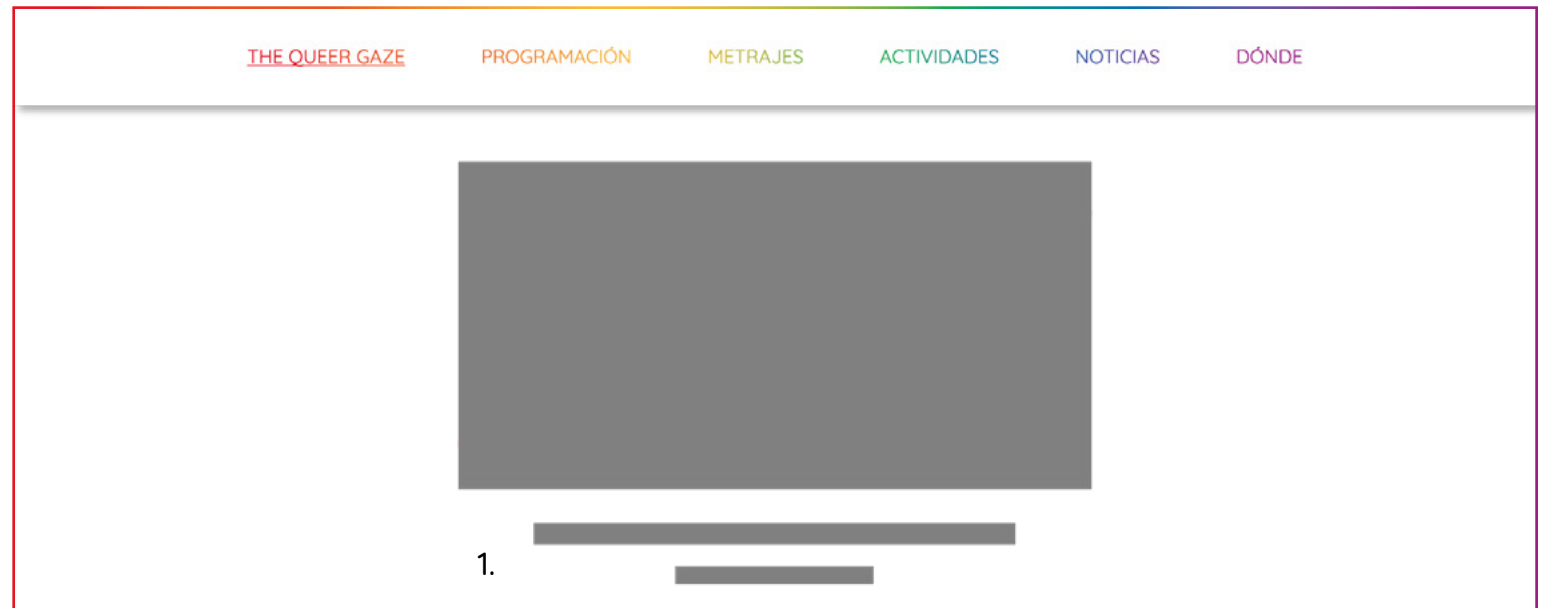 THE QUEER GAZE PROGRAMACIÓN METRAJES ACTIVIDADES NOTICIAS DÓNDE
1.